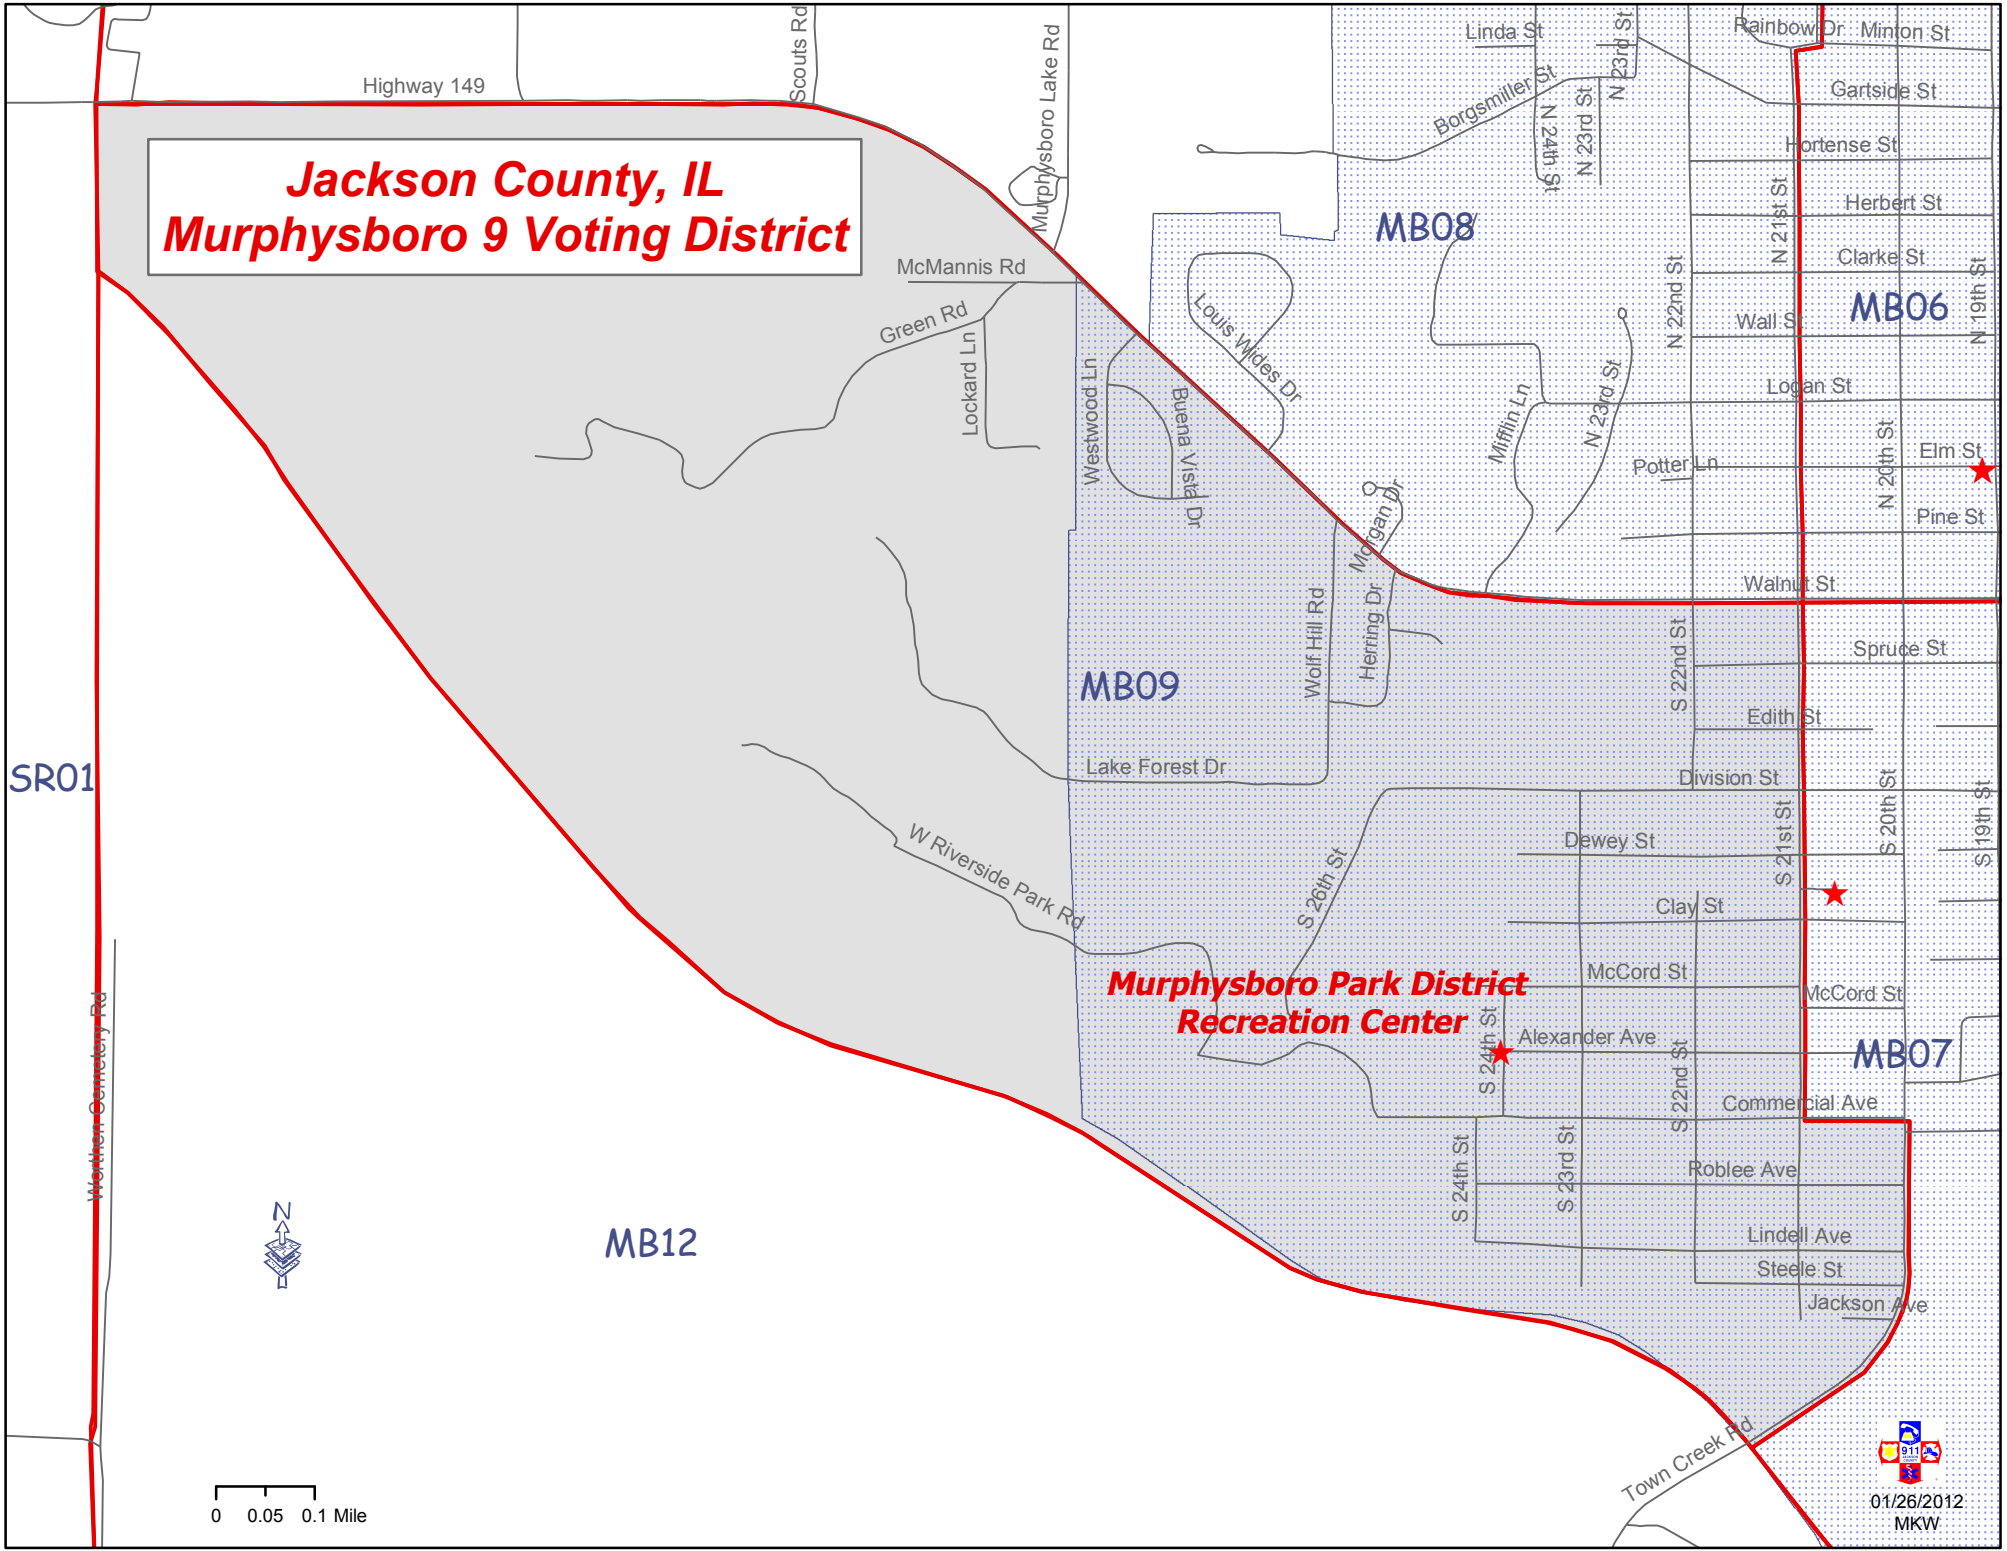 Linda St
N 23rd St
Rainbow Dr
Minton St
Scouts Rd
Murphysboro Lake Rd
Highway 149
Borgsmiller St
Gartside St
N 24th St
N 23rd St
Hortense St
Jackson County, IL
Murphysboro 9 Voting District
MB08
N 21st St
Herbert St
McMannis Rd
N 22nd St
Clarke St
N 19th St
MB06
Green Rd
Louis Wides Dr
Wall St
Lockard Ln
Westwood Ln
Buena Vista Dr
Mifflin Ln
N 23rd St
Logan St
N 20th St
Elm St
Potter Ln
Morgan Dr
Pine St
Walnut St
Wolf Hill Rd
Herring Dr
S 22nd St
Spruce St
MB09
Edith St
SR01
Lake Forest Dr
Division St
W Riverside Park Rd
S 26th St
Dewey St
S 21st St
S 20th St
S 19th St
Clay St
Murphysboro Park District
Recreation Center
McCord St
McCord St
S 24th St
Alexander Ave
S 22nd St
MB07
Worthen Cemetery Rd
Commercial Ave
S 24th St
S 23rd St
Roblee Ave
N
MB12
Lindell Ave
Steele St
Jackson Ave
Town Creek Rd
911
0 0.05 0.1 Mile
01/26/2012
MKW